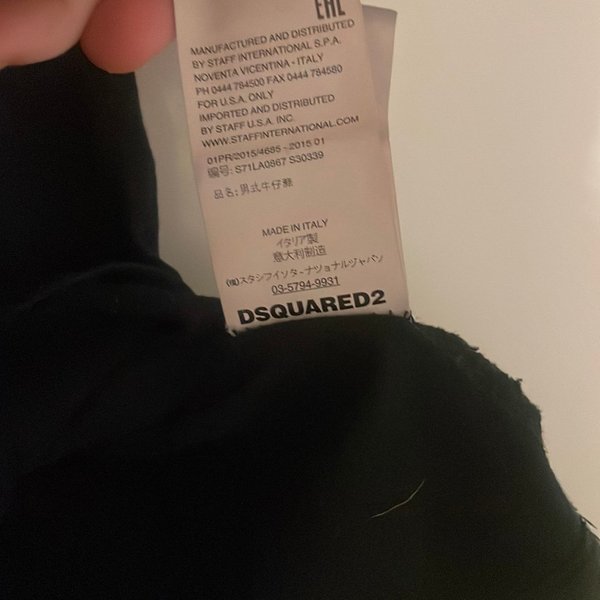 EAC
MANUFACTURED AND DISTRIBUTED
BY STAFF INTERNATIONAL S.P.A.
NOVENTA VICENTINA - ITALY
PH 0444 784500 FAX 0444 784580
FOR U.S.A. ONLY
IMPORTED AND DISTRIBUTED
BY STAFF U.S.A. INC.
WWW.STAFFINTERNATIONAL.COM
01PR/2015/4685 - 2015 01
编号: S71LA0867 S30339
品名: 男式牛仔裤
MADE IN ITALY
イタリア製
意大利制造
(株)スタッフインターナショナルジャパン
03-5794-9931
DSQUARED2